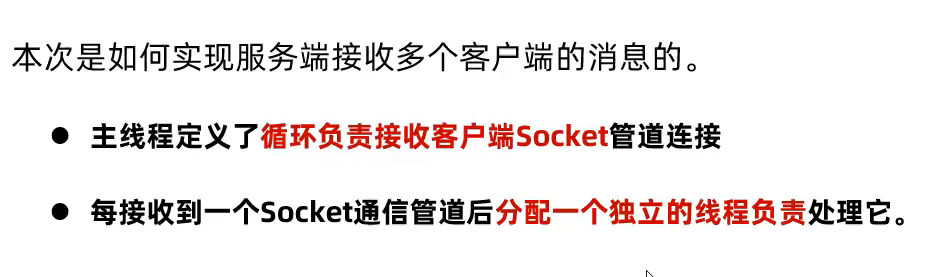 本次是如何实现服务端接收多个客户端的消息的。
● 主线程定义了循环负责接收客户端Socket管道连接
● 每接收到一个Socket通信管道后分配一个独立的线程负责处理它。